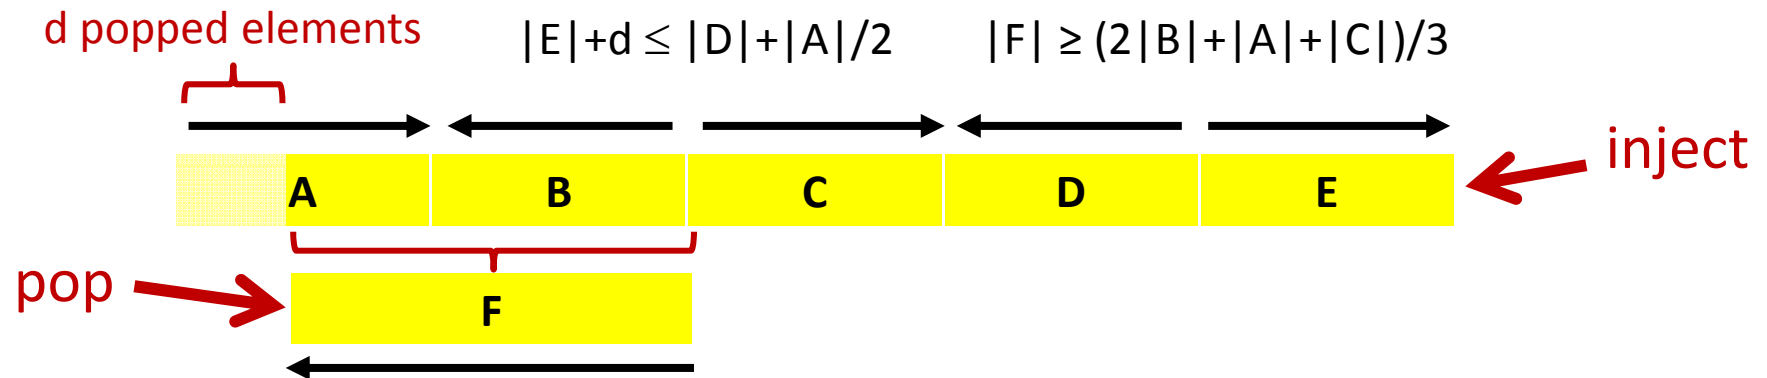 d popped elements
|E|+d ≤ |D|+|A|/2
|F| ≥ (2|B|+|A|+|C|)/3
A
B
C
D
E
inject
pop
F